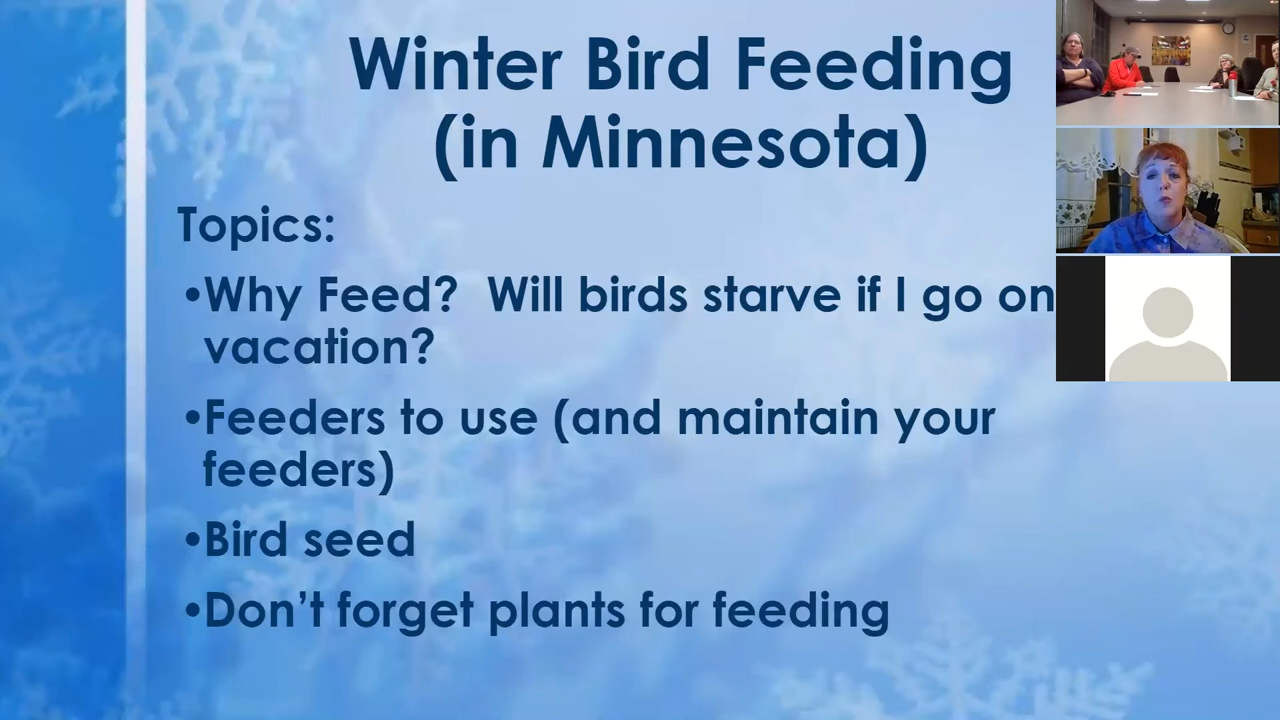 Winter Bird Feeding
(in Minnesota)
Topics:
•Why Feed?  Will birds starve if I go on
vacation?
•Feeders to use (and maintain your
feeders)
•Bird seed
•Don’t forget plants for feeding